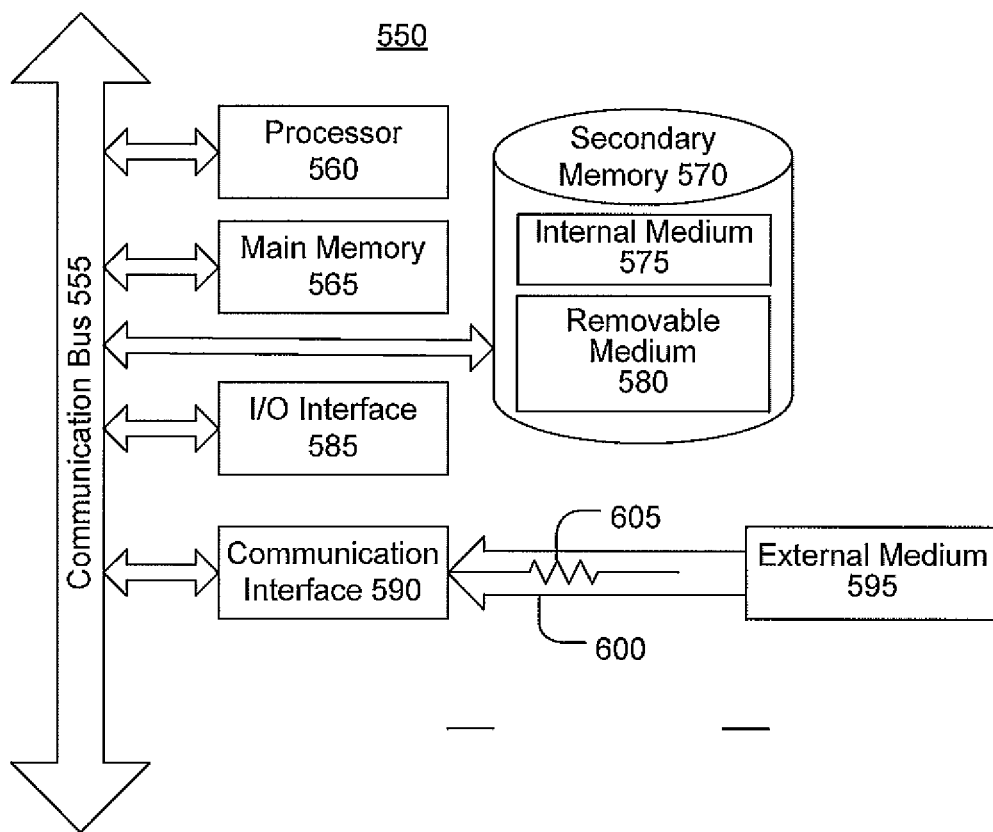 550
Processor
560
Secondary
Memory 570
Main Memory
565
Internal Medium
575
Removable
Medium
580
I/O Interface
585
Communication Bus 555
605
Communication
Interface 590
External Medium
595
600